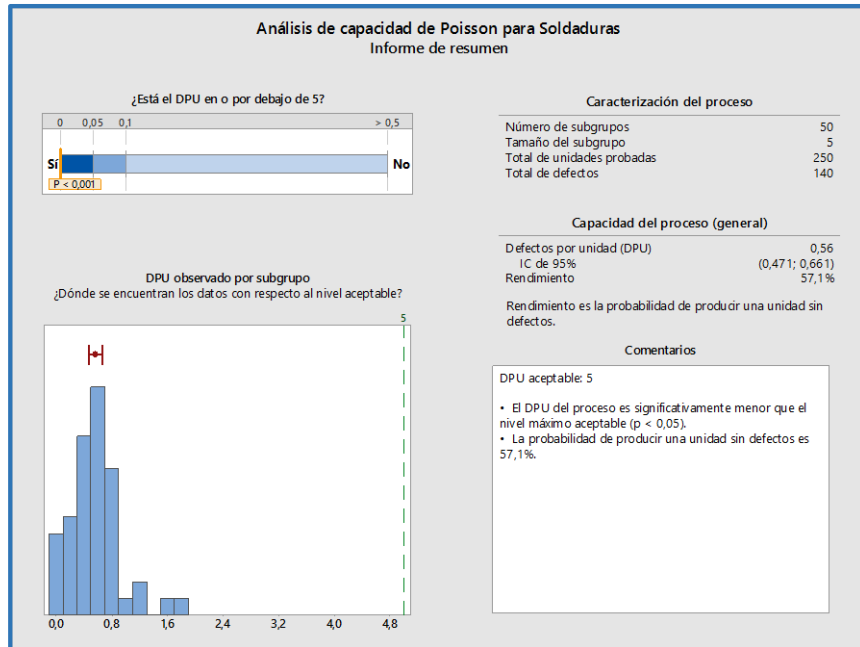 Análisis de capacidad de Poisson para Soldaduras
Informe de resumen
¿Está el DPU en o por debajo de 5?
0 0,05 0,1 > 0,5
Sí No
P < 0,001
DPU observado por subgrupo
¿Dónde se encuentran los datos con respecto al nivel aceptable?
5
0,0 0,8 1,6 2,4 3,2 4,0 4,8
Caracterización del proceso
Número de subgrupos 50
Tamaño del subgrupo 5
Total de unidades probadas 250
Total de defectos 140
Capacidad del proceso (general)
Defectos por unidad (DPU) 0,56
IC de 95% (0,471; 0,661)
Rendimiento 57,1%
Rendimiento es la probabilidad de producir una unidad sin
defectos.
Comentarios
DPU aceptable: 5
• El DPU del proceso es significativamente menor que el
nivel máximo aceptable (p < 0,05).
• La probabilidad de producir una unidad sin defectos es
57,1%.